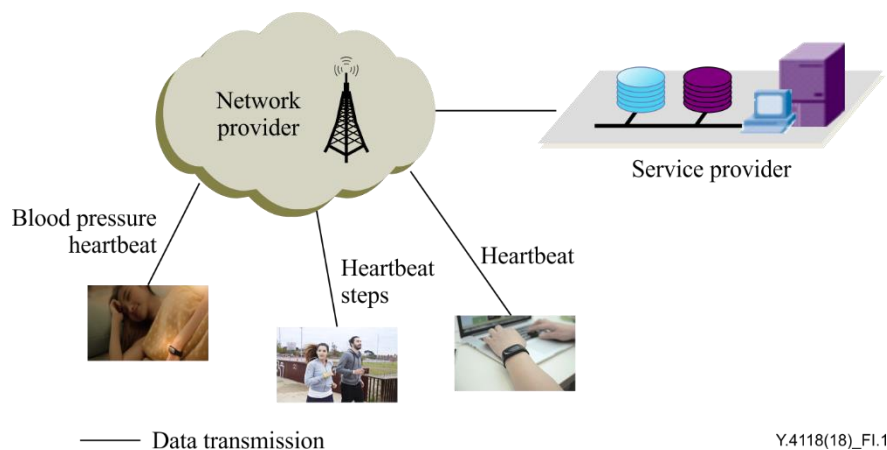 Network
provider
Service provider
Blood pressure
heartbeat
Heartbeat
steps
Heartbeat
Data transmission
Y.4118(18)_FI.1